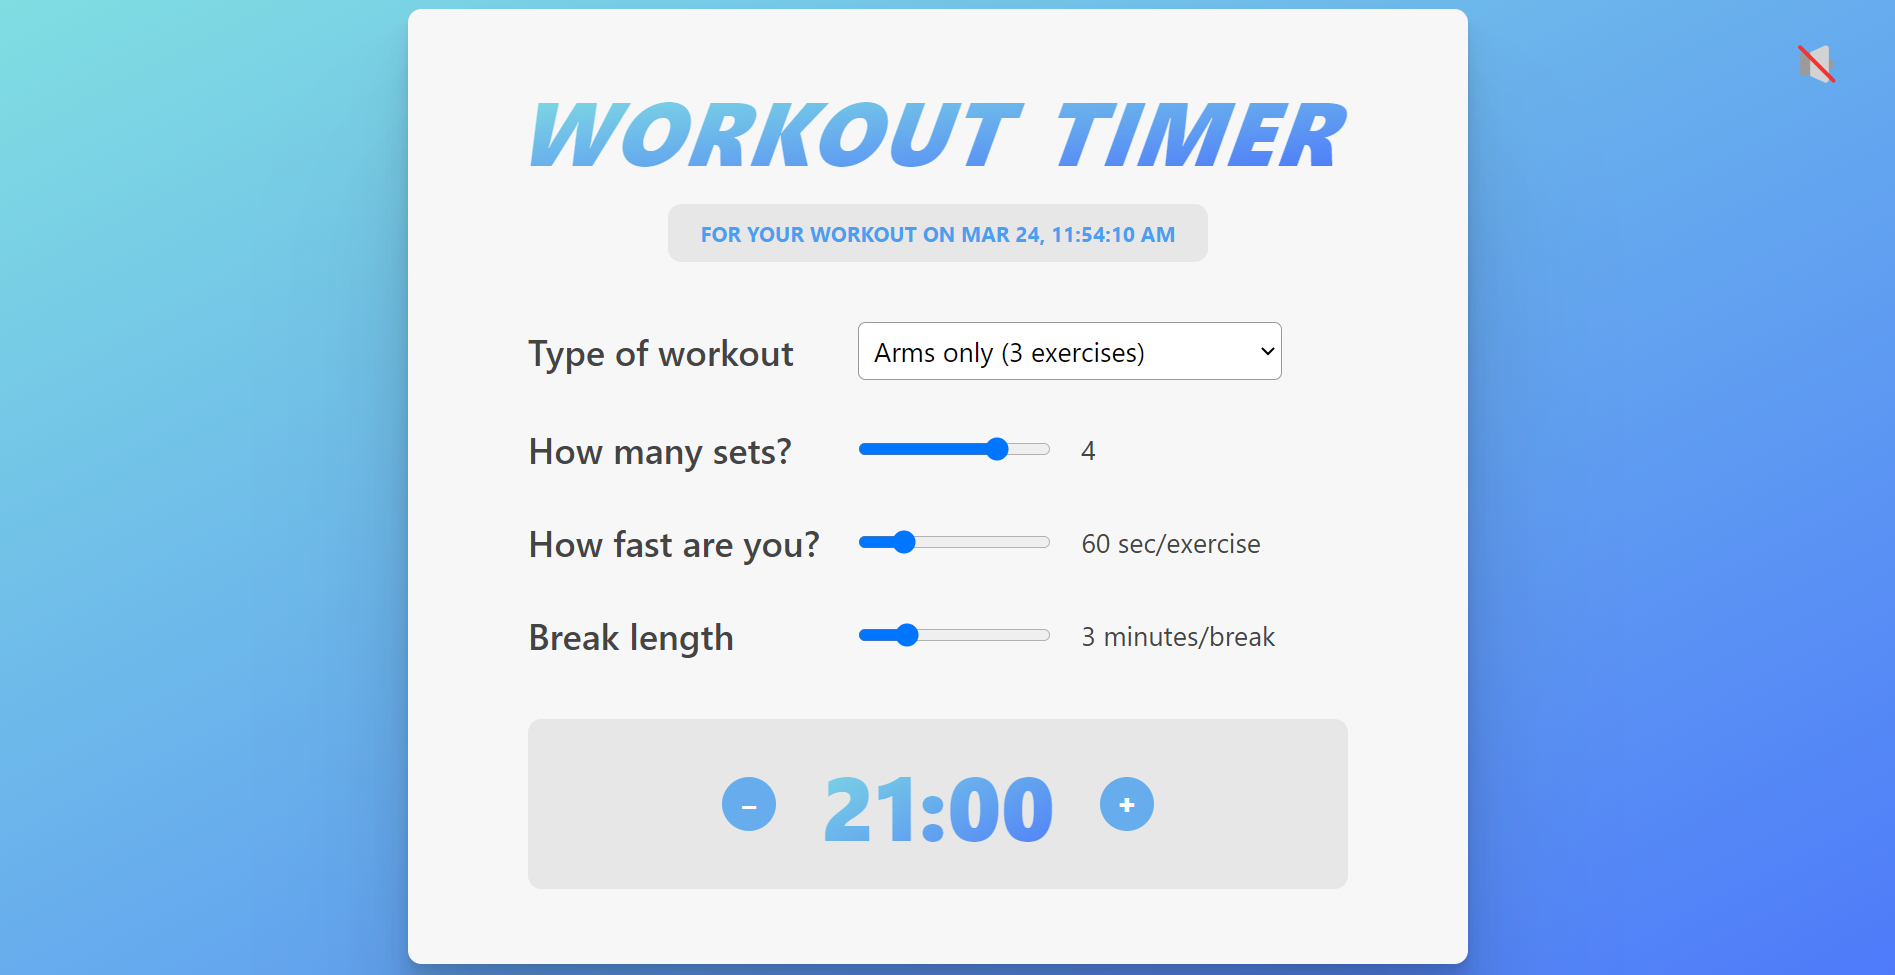 WORKOUT TIMER
FOR YOUR WORKOUT ON MAR 24, 11:54:10 AM
Type of workout Arms only (3 exercises)
How many sets? 4
How fast are you? 60 sec/exercise
Break length 3 minutes/break
– 21:00 +